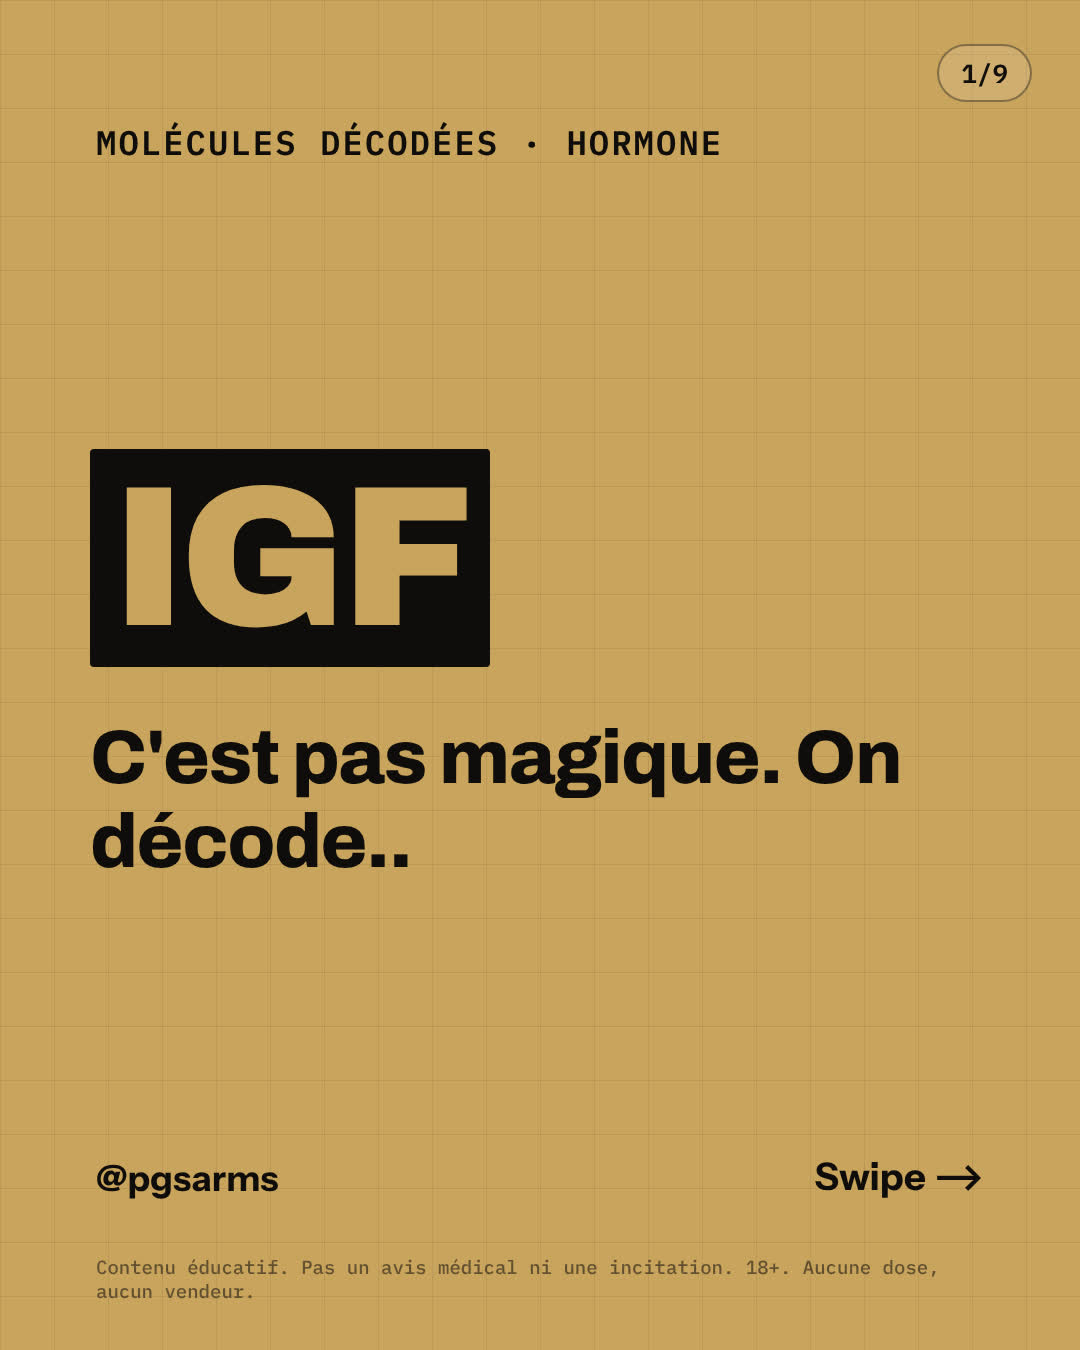 1/9
MOLÉCULES DÉCODÉES · HORMONE
IGF
C'est pas magique. On
décode..
@pgsarms
Swipe →
Contenu éducatif. Pas un avis médical ni une incitation. 18+. Aucune dose,
aucun vendeur.